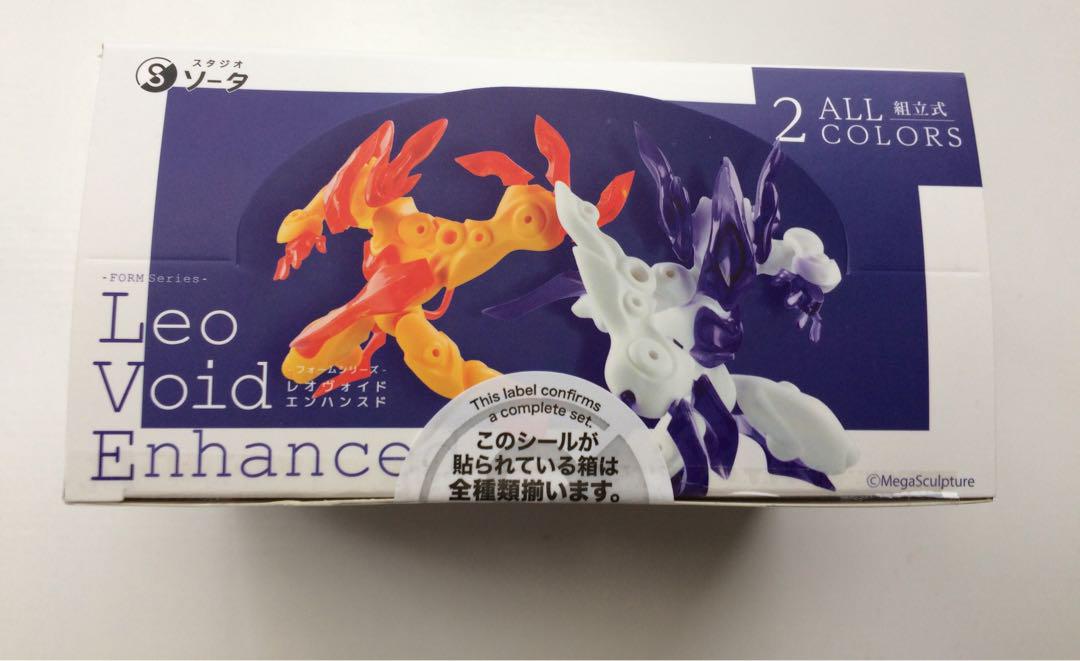 スタジオ
ソータ
2 ALL 組立式
COLORS
-FORM Series-
Leo
Void
Enhance
-フォームシリーズ-
レオヴォイド
エンハンスド
This label confirms
a complete set.
このシールが
貼られている箱は
全種類揃います。
©MegaSculpture